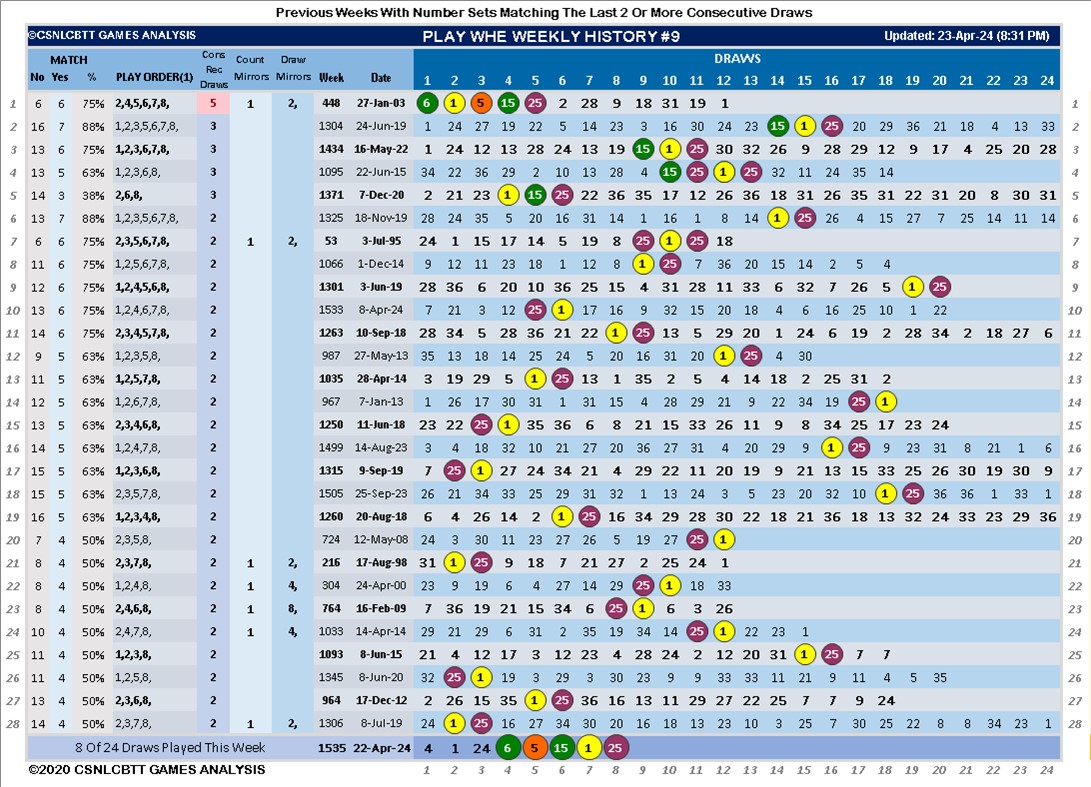 Previous Weeks With Number Sets Matching The Last 2 Or More Consecutive Draws
©CSNLCBTT GAMES ANALYSIS PLAY WHE WEEKLY HISTORY #9 Updated: 23-Apr-24 (8:31 PM)
MATCH Cons Count Draw DRAWS
No Yes % PLAY ORDER(1) Rec Draws Mirrors Mirrors Week Date 1 2 3 4 5 6 7 8 9 10 11 12 13 14 15 16 17 18 19 20 21 22 23 24
1 6 6 75% 2,4,5,6,7,8, 5 1 2, 448 27-Jan-03 6 1 5 15 25 2 28 9 18 31 19 1 1
2 16 7 88% 1,2,3,5,6,7,8, 3 1304 24-Jun-19 1 24 27 19 22 5 14 23 3 16 30 24 23 15 1 25 20 29 36 21 18 4 13 33 2
3 13 6 75% 1,2,3,6,7,8, 3 1434 16-May-22 1 24 12 13 28 24 13 19 15 1 25 30 32 26 9 28 29 12 9 17 4 25 20 28 3
4 13 5 63% 1,2,3,6,8, 3 1095 22-Jun-15 34 22 36 29 2 10 13 28 4 15 25 1 25 32 11 24 35 14 4
5 14 3 38% 2,6,8, 3 1371 7-Dec-20 2 21 23 1 15 25 22 36 35 17 12 26 36 18 31 26 35 31 22 31 20 8 30 31 5
6 13 7 88% 1,2,3,5,6,7,8, 2 1325 18-Nov-19 28 24 35 5 20 16 31 14 1 16 1 8 14 1 25 26 4 15 27 7 25 14 11 14 6
7 6 6 75% 2,3,5,6,7,8, 2 1 2, 53 3-Jul-95 24 1 15 17 14 5 19 8 25 1 25 18 7
8 11 6 75% 1,2,5,6,7,8, 2 1066 1-Dec-14 9 12 11 23 18 1 12 8 1 25 7 36 20 15 14 2 5 4 8
9 12 6 75% 1,2,4,5,6,8, 2 1301 3-Jun-19 28 36 6 20 10 36 25 15 4 31 28 11 33 6 32 7 26 5 1 25 9
10 13 6 75% 1,2,4,6,7,8, 2 1533 8-Apr-24 7 21 3 12 25 1 17 16 9 32 15 20 18 4 6 16 25 10 1 22 10
11 14 6 75% 2,3,4,5,7,8, 2 1263 10-Sep-18 28 34 5 28 36 21 22 1 25 13 5 29 20 1 24 6 19 2 28 34 2 18 27 6 11
12 9 5 63% 1,2,3,5,8, 2 987 27-May-13 35 13 18 14 25 24 5 20 16 31 20 1 25 4 30 12
13 11 5 63% 1,2,5,7,8, 2 1035 28-Apr-14 3 19 29 5 1 25 13 1 35 2 5 4 14 18 2 25 31 2 13
14 12 5 63% 1,2,6,7,8, 2 967 7-Jan-13 1 26 17 30 31 1 31 15 4 28 29 21 9 22 34 19 25 1 14
15 13 5 63% 2,3,4,6,8, 2 1250 11-Jun-18 23 22 25 1 35 36 6 8 21 15 33 26 11 9 8 34 25 17 23 24 15
16 14 5 63% 1,2,4,7,8, 2 1499 14-Aug-23 3 4 18 32 10 21 27 20 36 27 31 4 20 29 16 1 25 9 23 31 8 21 1 6 16
17 15 5 63% 1,2,3,6,8, 2 1315 9-Sep-19 7 25 1 27 24 34 21 4 29 22 11 20 19 9 21 13 15 33 25 26 30 19 30 9 17
18 15 5 63% 2,3,5,7,8, 2 1505 25-Sep-23 26 21 34 33 25 29 31 32 1 13 24 3 5 23 20 32 10 1 25 36 36 1 33 1 18
19 16 5 63% 1,2,3,4,8, 2 1260 20-Aug-18 6 4 26 14 2 1 25 16 34 29 28 30 22 18 21 36 18 13 32 24 33 23 29 36 19
20 7 4 50% 2,3,5,8, 2 724 12-May-08 24 3 30 11 23 27 26 5 19 27 25 1 20
21 8 4 50% 2,3,7,8, 2 1 2, 216 17-Aug-98 31 1 25 9 18 7 21 27 2 25 24 1 21
22 8 4 50% 1,2,4,8, 2 1 4, 304 24-Apr-00 23 9 19 6 4 27 14 29 25 1 18 33 22
23 8 4 50% 2,4,6,8, 2 1 8, 764 16-Feb-09 7 36 19 21 15 34 6 25 1 6 3 26 23
24 10 4 50% 2,4,7,8, 2 1 4, 1033 14-Apr-14 29 21 29 6 31 2 35 19 34 14 25 1 22 23 1 24
25 11 4 50% 1,2,3,8, 2 1093 8-Jun-15 21 4 12 17 3 12 23 4 28 24 2 12 20 31 1 25 7 7 25
26 11 4 50% 1,2,5,8, 2 1345 8-Jun-20 32 25 1 19 3 29 3 30 23 9 9 33 33 11 21 9 11 4 5 35 26
27 13 4 50% 2,3,6,8, 2 964 17-Dec-12 2 26 15 35 1 25 36 16 13 11 29 27 22 25 7 7 9 24 27
28 14 4 50% 2,3,7,8, 2 1 2, 1306 8-Jul-19 24 1 25 16 27 34 30 20 16 18 13 23 10 3 25 7 30 25 22 8 8 34 23 1 28
8 Of 24 Draws Played This Week 1535 22-Apr-24 4 1 24 6 5 15 1 25
©2020 CSNLCBTT GAMES ANALYSIS 1 2 3 4 5 6 7 8 9 10 11 12 13 14 15 16 17 18 19 20 21 22 23 24